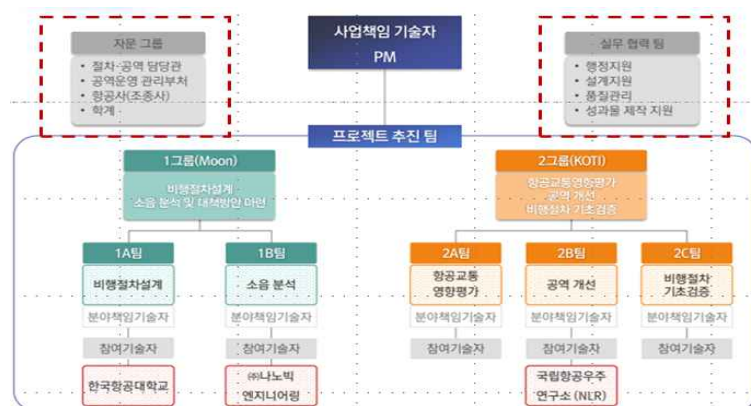 사업책임 기술자
PM
자문 그룹
• 절차·공역 담당관
• 공역운영 관리부처
• 항공사(조종사)
• 학계
실무 협력 팀
• 행정지원
• 설계지원
• 품질관리
• 성과물 제작 지원
프로젝트 추진 팀
1그룹(Moon)
비행절차설계
소음 분석 및 대책방안 마련
2그룹(KOTI)
항공교통영향평가
공역 개선
비행절차 기초검증
1A팀
비행절차설계
분야책임기술자
참여기술자
한국항공대학교
1B팀
소음 분석
분야책임기술자
참여기술자
㈜나노빅
엔지니어링
2A팀
항공교통
영향평가
분야책임기술자
참여기술자
2B팀
공역 개선
분야책임기술자
참여기술자
국립항공우주
연구소 (NLR)
2C팀
비행절차
기초검증
분야책임기술자
참여기술자